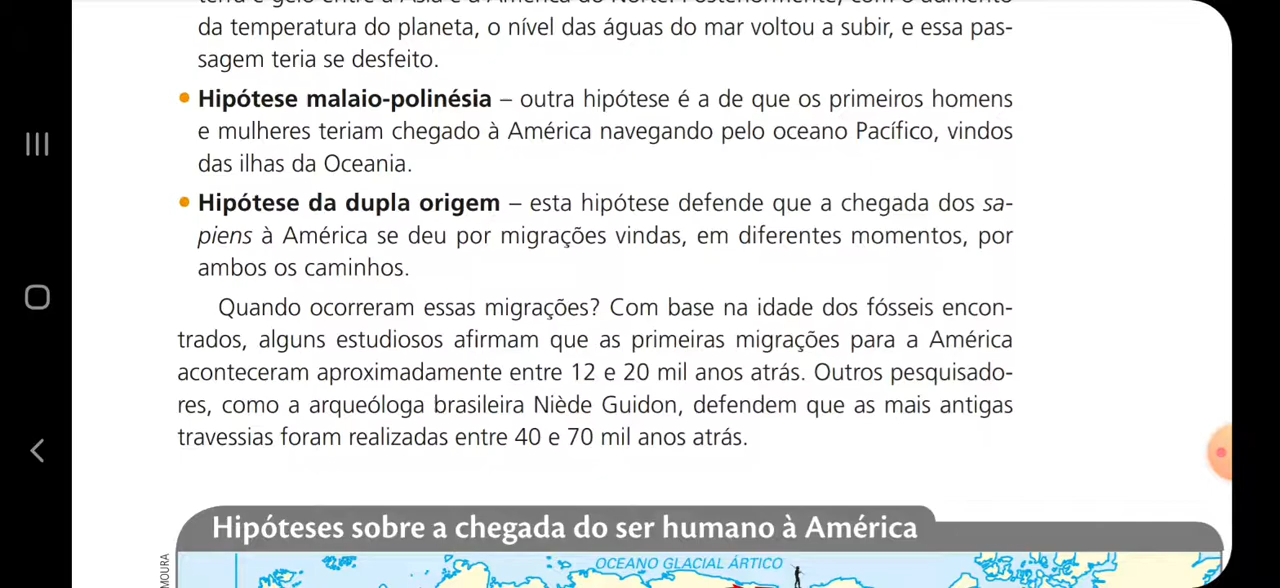 da temperatura do planeta, o nível das águas do mar voltou a subir, e essa pas-
sagem teria se desfeito.
• Hipótese malaio-polinésia – outra hipótese é a de que os primeiros homens
e mulheres teriam chegado à América navegando pelo oceano Pacífico, vindos
das ilhas da Oceania.
• Hipótese da dupla origem – esta hipótese defende que a chegada dos sa-
piens à América se deu por migrações vindas, em diferentes momentos, por
ambos os caminhos.
Quando ocorreram essas migrações? Com base na idade dos fósseis encon-
trados, alguns estudiosos afirmam que as primeiras migrações para a América
aconteceram aproximadamente entre 12 e 20 mil anos atrás. Outros pesquisado-
res, como a arqueóloga brasileira Niède Guidon, defendem que as mais antigas
travessias foram realizadas entre 40 e 70 mil anos atrás.
Hipóteses sobre a chegada do ser humano à América
MOURA
OCEANO GLACIAL ÁRTICO